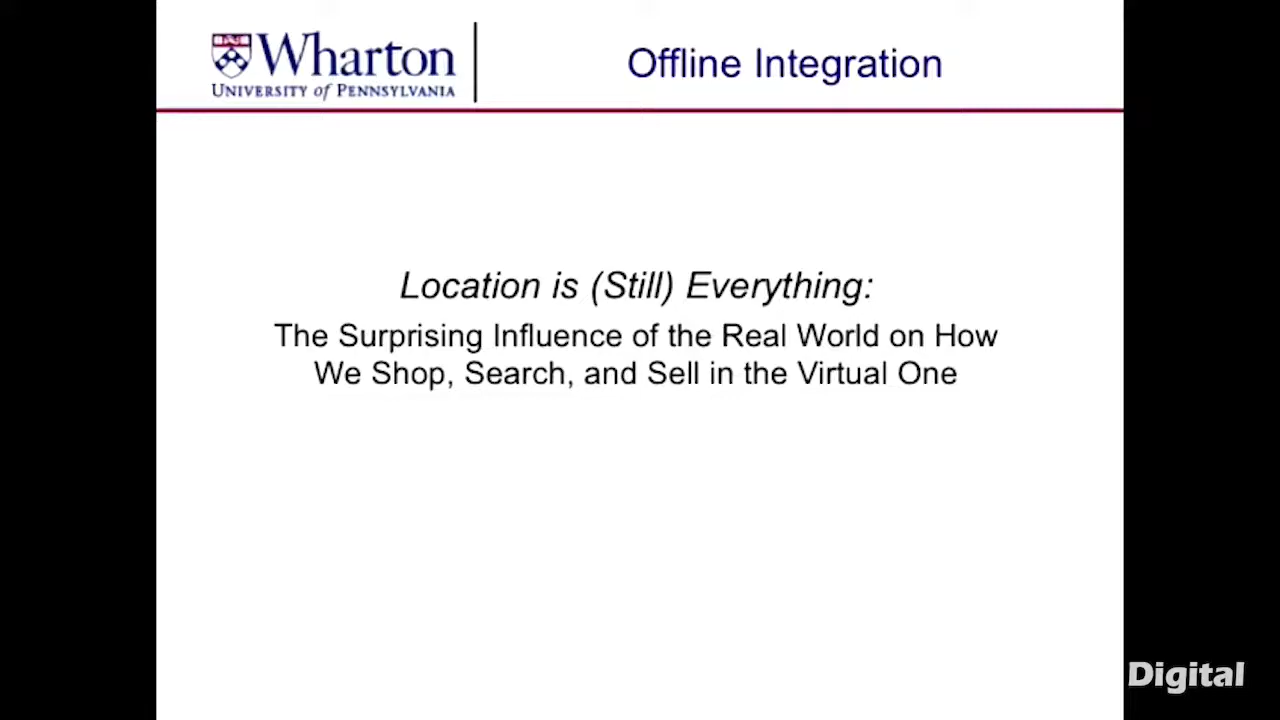 Wharton
UNIVERSITY of PENNSYLVANIA
Offline Integration
Location is (Still) Everything:
The Surprising Influence of the Real World on How
We Shop, Search, and Sell in the Virtual One
Digital